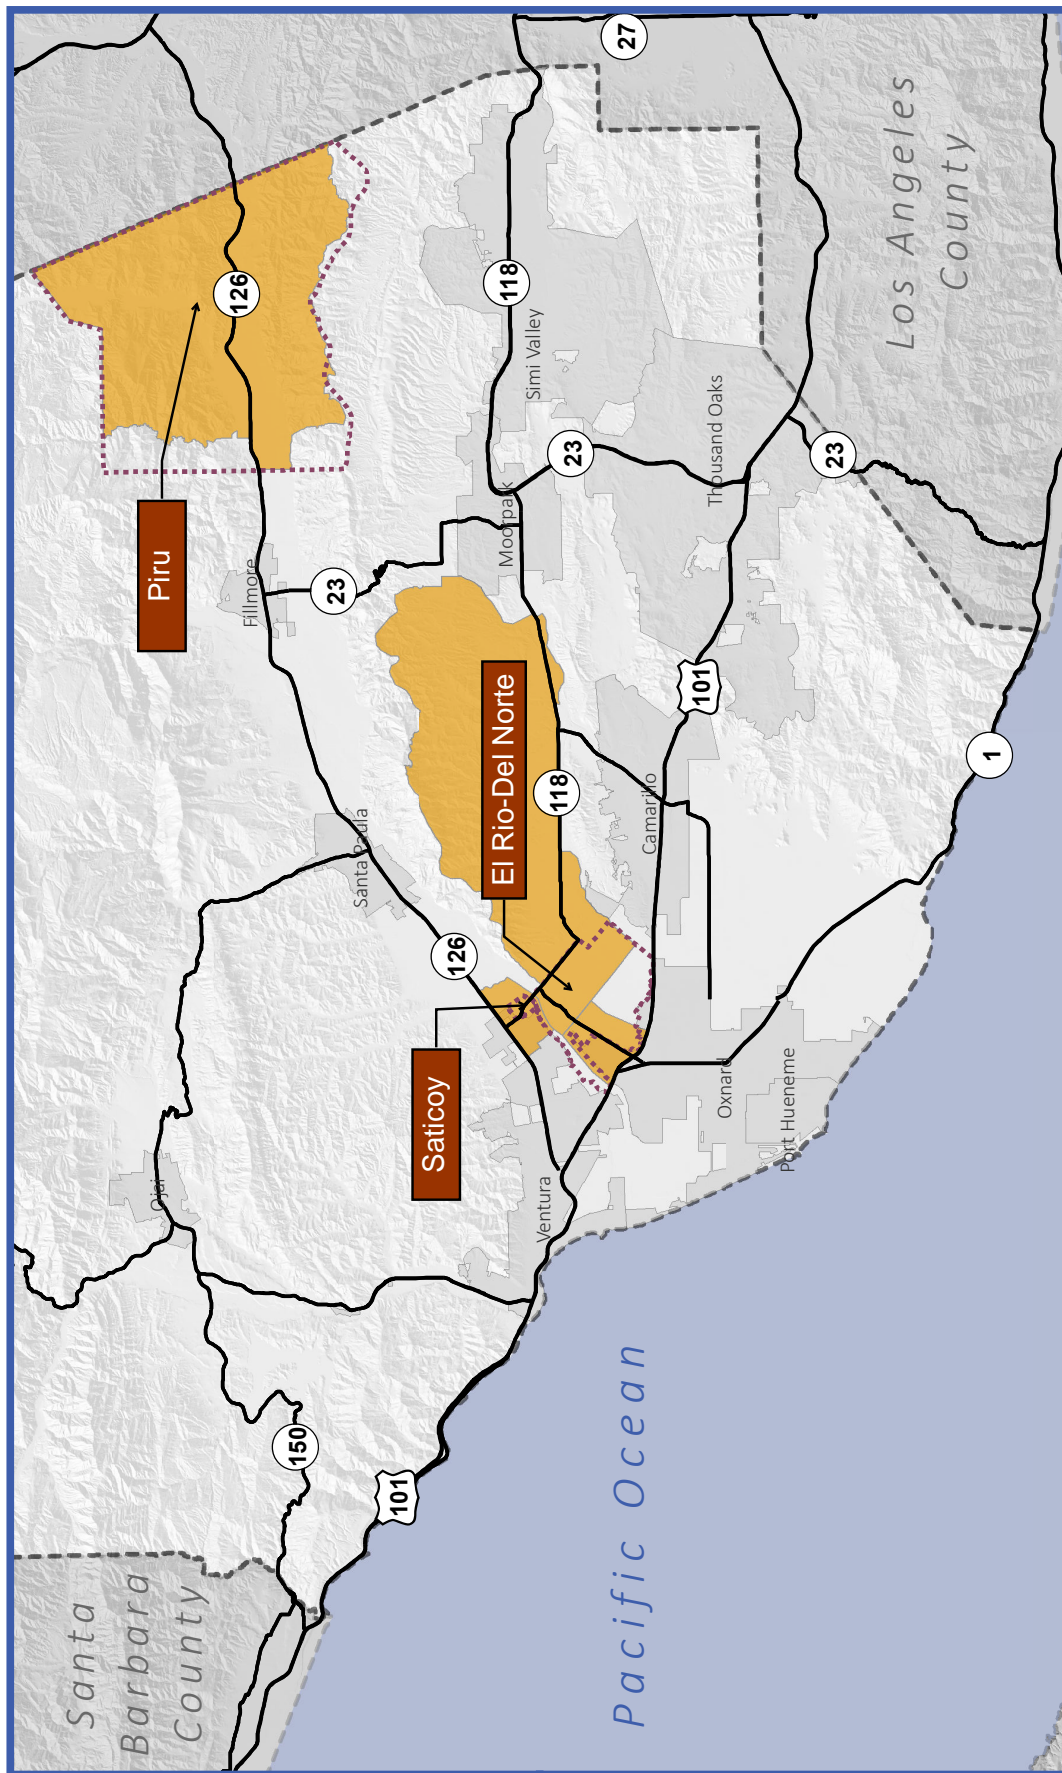 Santa
Barbara
County
150
101
Pacific Ocean
Ojai
Ventura
Saticoy
126
Santa Paula
Oxnard
Port Hueneme
El Rio-Del Norte
118
Camarillo
101
1
Fillmore
23
Piru
126
Moorpark
23
Simi Valley
118
Thousand Oaks
23
27
Los Angeles
County